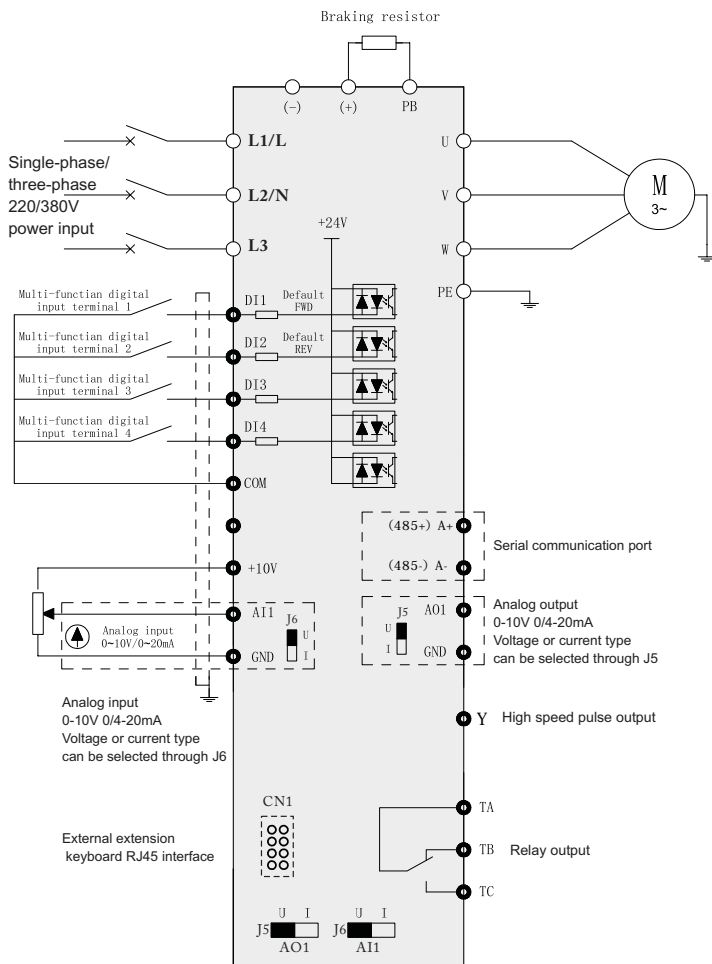 Braking resistor
(-)
(+)
PB
L1/L
U
Single-phase/
three-phase
220/380V
power input
L2/N
V
M
3~
+24V
L3
W
PE
Multi-functian digital
input terminal 1
DI1
Default
FWD
Multi-functian digital
input terminal 2
DI2
Default
REV
Multi-functian digital
input terminal 3
DI3
Multi-functian digital
input terminal 4
DI4
COM
(485+) A+
Serial communication port
(485-) A-
+10V
AI1
J6
U
I
Analog input
0~10V/0~20mA
GND
J5
U
I
AO1
GND
Analog output
0-10V 0/4-20mA
Voltage or current type
can be selected through J5
Analog input
0-10V 0/4-20mA
Voltage or current type
can be selected through J6
Y
High speed pulse output
CN1
TA
External extension
keyboard RJ45 interface
TB
Relay output
TC
U I
J5
AO1
U I
J6
AI1